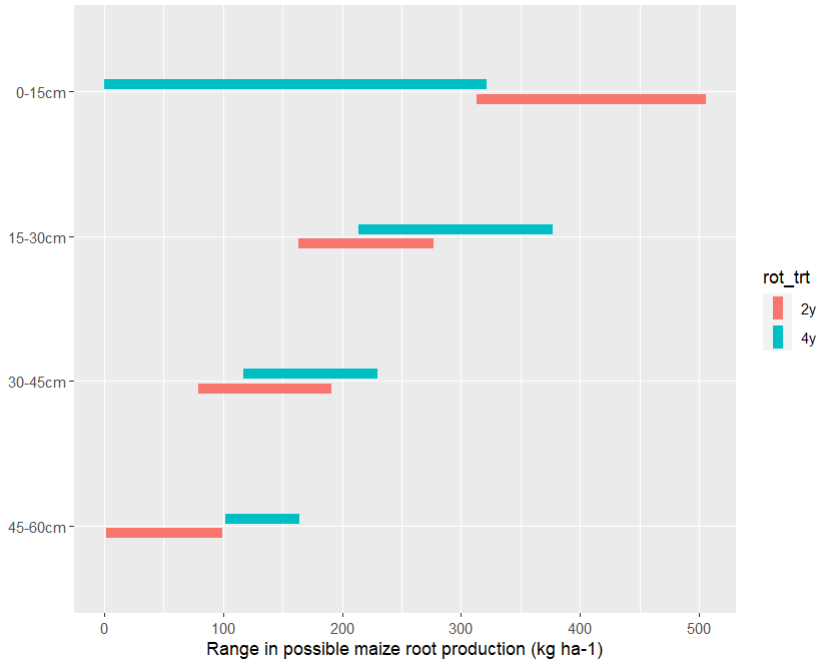 0-15cm
15-30cm
30-45cm
45-60cm
0 100 200 300 400 500
Range in possible maize root production (kg ha-1)
rot_trt
2y
4y